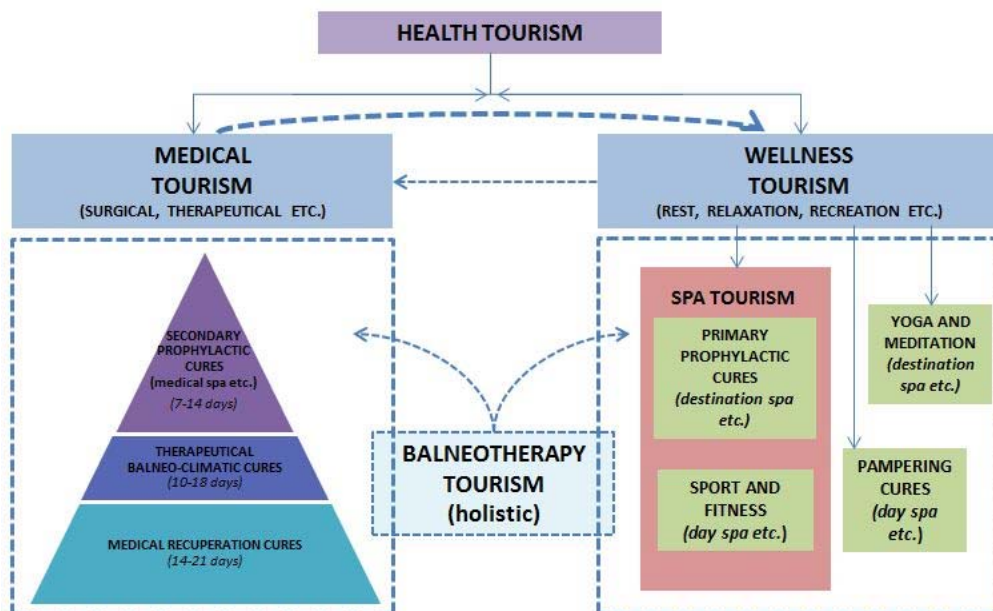 HEALTH TOURISM
MEDICAL
TOURISM
(SURGICAL, THERAPEUTICAL ETC.)
WELLNESS
TOURISM
(REST, RELAXATION, RECREATION ETC.)
SECONDARY
PROPHYLACTIC
CURES
(medical spa etc.)
(7-14 days)
THERAPEUTICAL
BALNEO-CLIMATIC CURES
(10-18 days)
MEDICAL RECUPERATION CURES
(14-21 days)
BALNEOTHERAPY
TOURISM
(holistic)
SPA TOURISM
PRIMARY
PROPHYLACTIC
CURES
(destination spa
etc.)
SPORT AND
FITNESS
(day spa etc.)
YOGA AND
MEDITATION
(destination
spa etc.)
PAMPERING
CURES
(day spa
etc.)